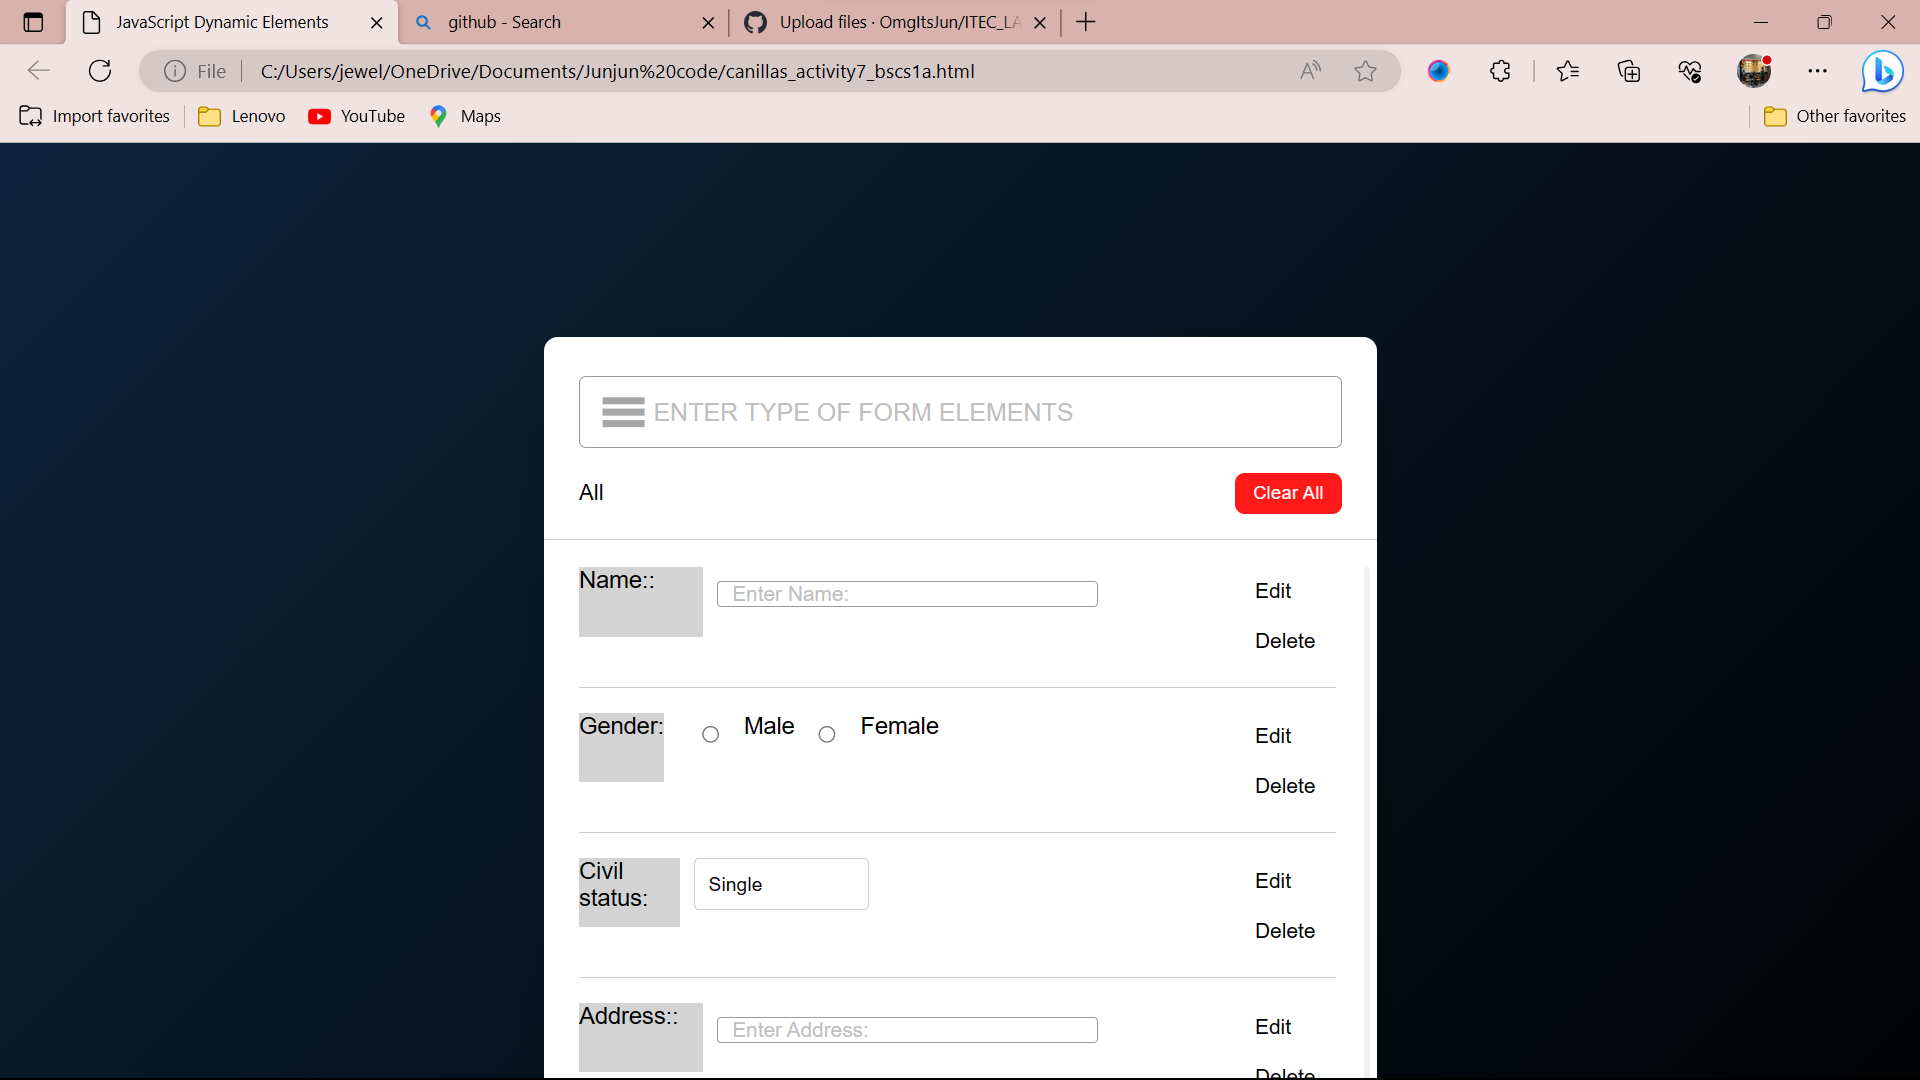 JavaScript Dynamic Elements
github - Search
Upload files · OmgItsJun/ITEC_LA
File
C:/Users/jewel/OneDrive/Documents/Junjun%20code/canillas_activity7_bscs1a.html
Import favorites
Lenovo
YouTube
Maps
Other favorites
ENTER TYPE OF FORM ELEMENTS
All
Clear All
Name::
Enter Name:
Edit
Delete
Gender:
Male
Female
Edit
Delete
Civil
status:
Single
Edit
Delete
Address::
Enter Address:
Edit
Delete